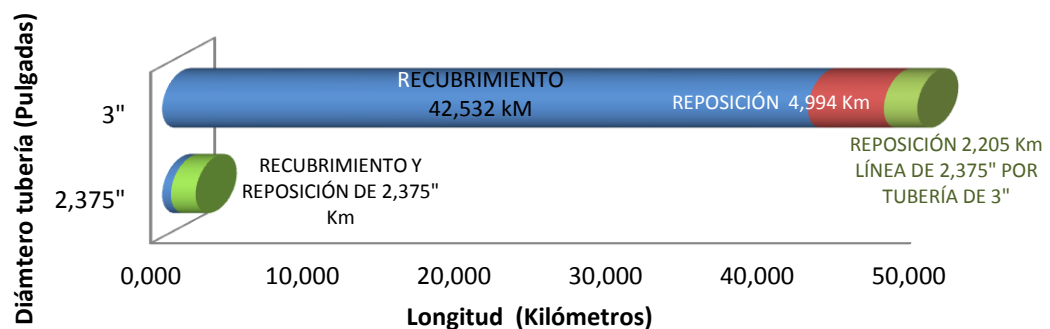 Diámtero tubería (Pulgadas)
3"
2,375"
RECUBRIMIENTO
42,532 kM
REPOSICIÓN 4,994 Km
REPOSICIÓN 2,205 Km
LÍNEA DE 2,375" POR
TUBERÍA DE 3"
RECUBRIMIENTO Y
REPOSICIÓN DE 2,375"
Km
0,000 10,000 20,000 30,000 40,000 50,000
Longitud (Kilómetros)